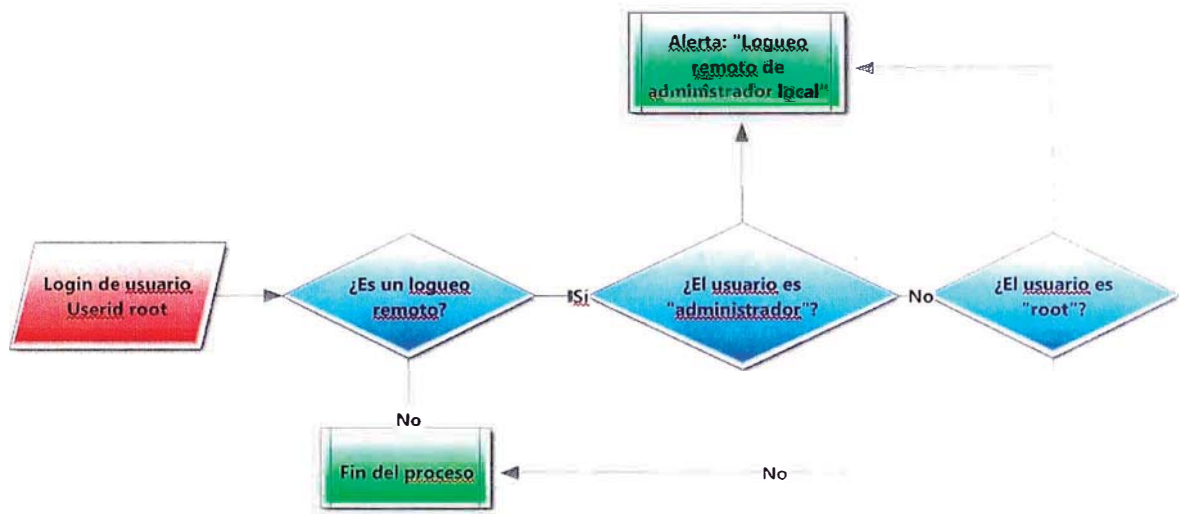 Alerta: "Logueo
remoto de
administrador local"
Login de usuario
Userid root
¿Es un logueo
remoto?
Sí
¿El usuario es
"administrador"?
No
¿El usuario es
"root"?
No
Fin del proceso
No